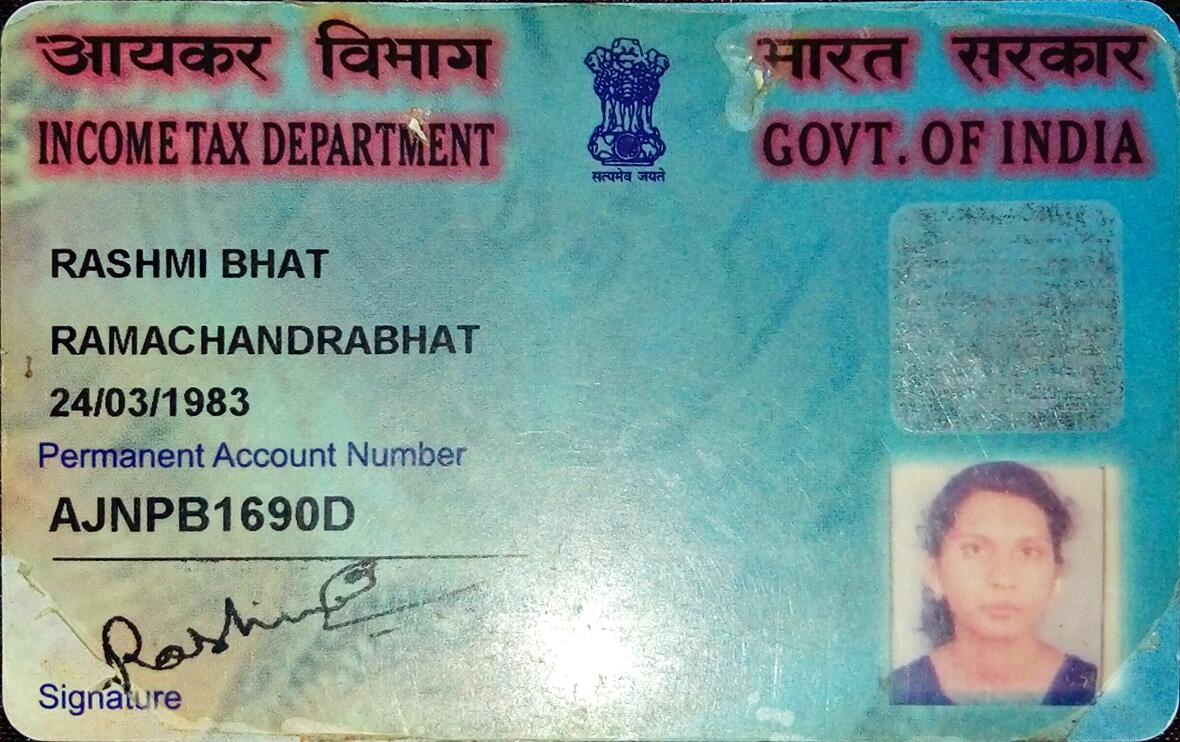 आयकर विभाग
भारत सरकार
INCOME TAX DEPARTMENT
GOVT. OF INDIA
सत्यमेव जयते
RASHMI BHAT
RAMACHANDRABHAT
24/03/1983
Permanent Account Number
AJNPB1690D
Rashmi
Signature